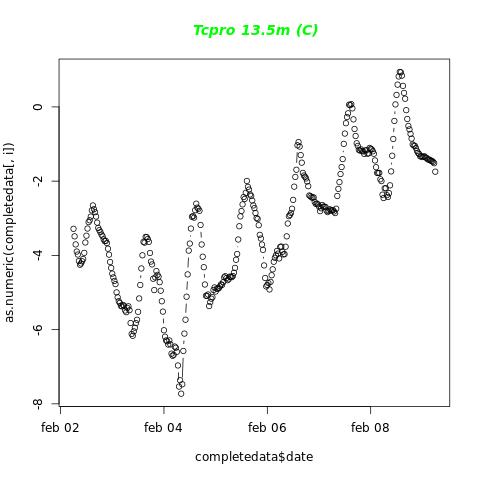 Tcpro 13.5m (C)
as.numeric(completedata[, i])
0
-2
-4
-6
-8
feb 02
feb 04
feb 06
feb 08
completedata$date